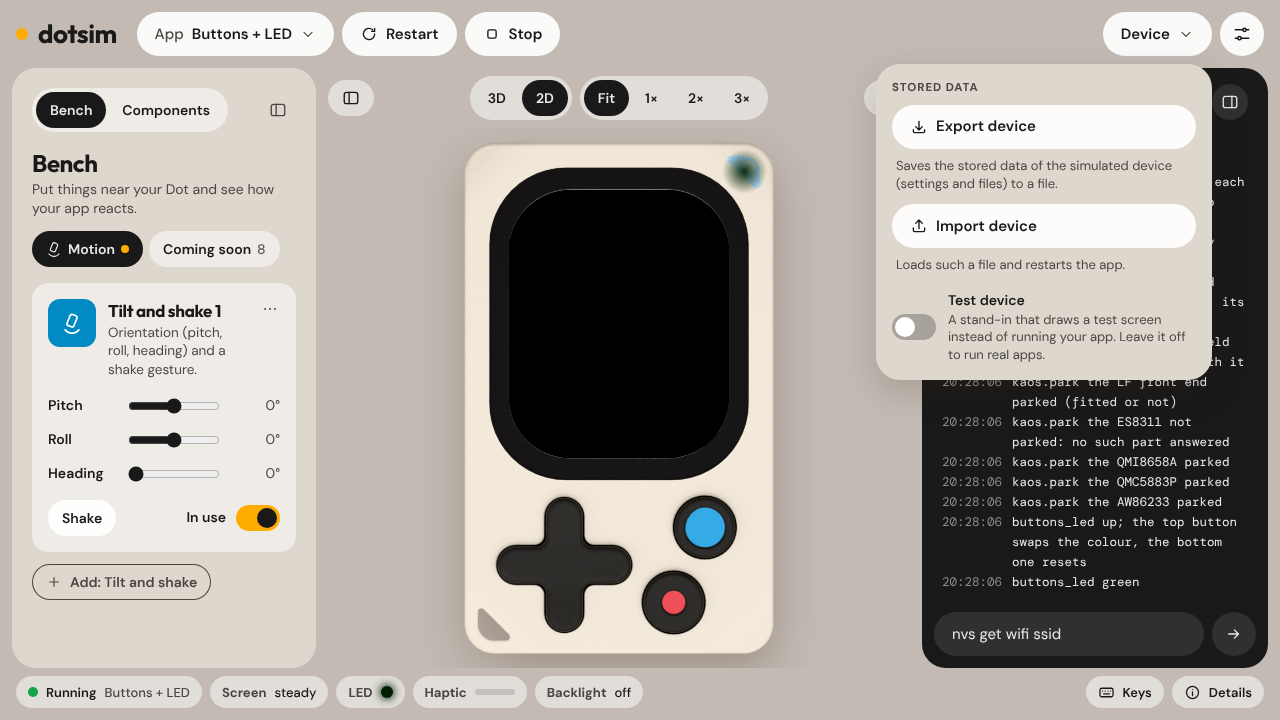 dotsim
App Buttons + LED
Restart
Stop
Device
Bench
Components
3D
2D
Fit
1×
2×
3×
STORED DATA
Export device
Saves the stored data of the simulated device
(settings and files) to a file.
Import device
Loads such a file and restarts the app.
Test device
A stand-in that draws a test screen
instead of running your app. Leave it off
to run real apps.
Bench
Put things near your Dot and see how
your app reacts.
Motion
Coming soon 8
Tilt and shake 1
...
Orientation (pitch,
roll, heading) and a
shake gesture.
Pitch
0°
Roll
0°
Heading
0°
Shake
In use
+ Add: Tilt and shake
each
its
20:28:06 kaos.park the LF front end
parked (fitted or not)
20:28:06 kaos.park the ES8311 not
parked: no such part answered
20:28:06 kaos.park the QMI8658A parked
20:28:06 kaos.park the QMC5883P parked
20:28:06 kaos.park the AW86233 parked
20:28:06 buttons_led up; the top button
swaps the colour, the bottom
one resets
20:28:06 buttons_led green
nvs get wifi ssid
Running Buttons + LED
Screen steady
LED
Haptic
Backlight off
Keys
Details